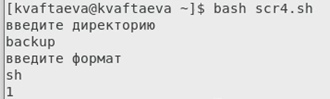 [kvaftaeva@kvaftaeva ~]$ bash scr4.sh
введите директорию
backup
введите формат
sh
1